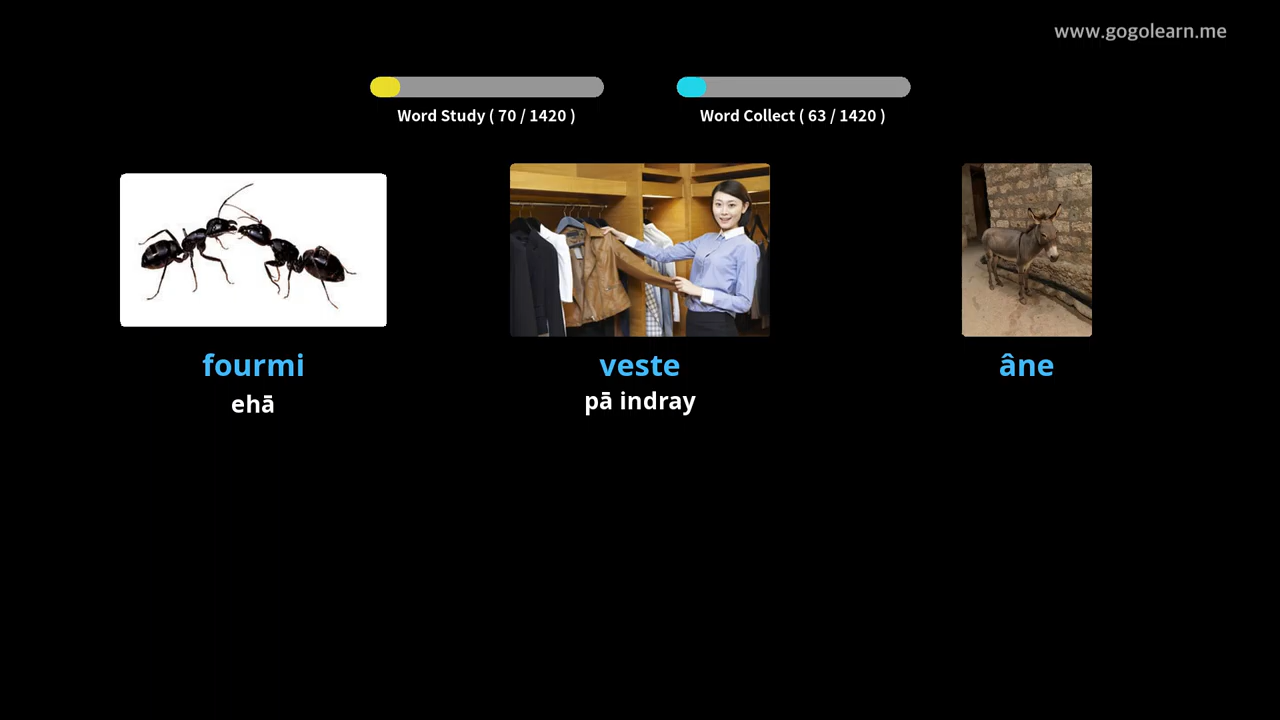 www.gogolearn.me
Word Study ( 70 / 1420 )
Word Collect ( 63 / 1420 )
fourmi
ehā
veste
pā indray
âne